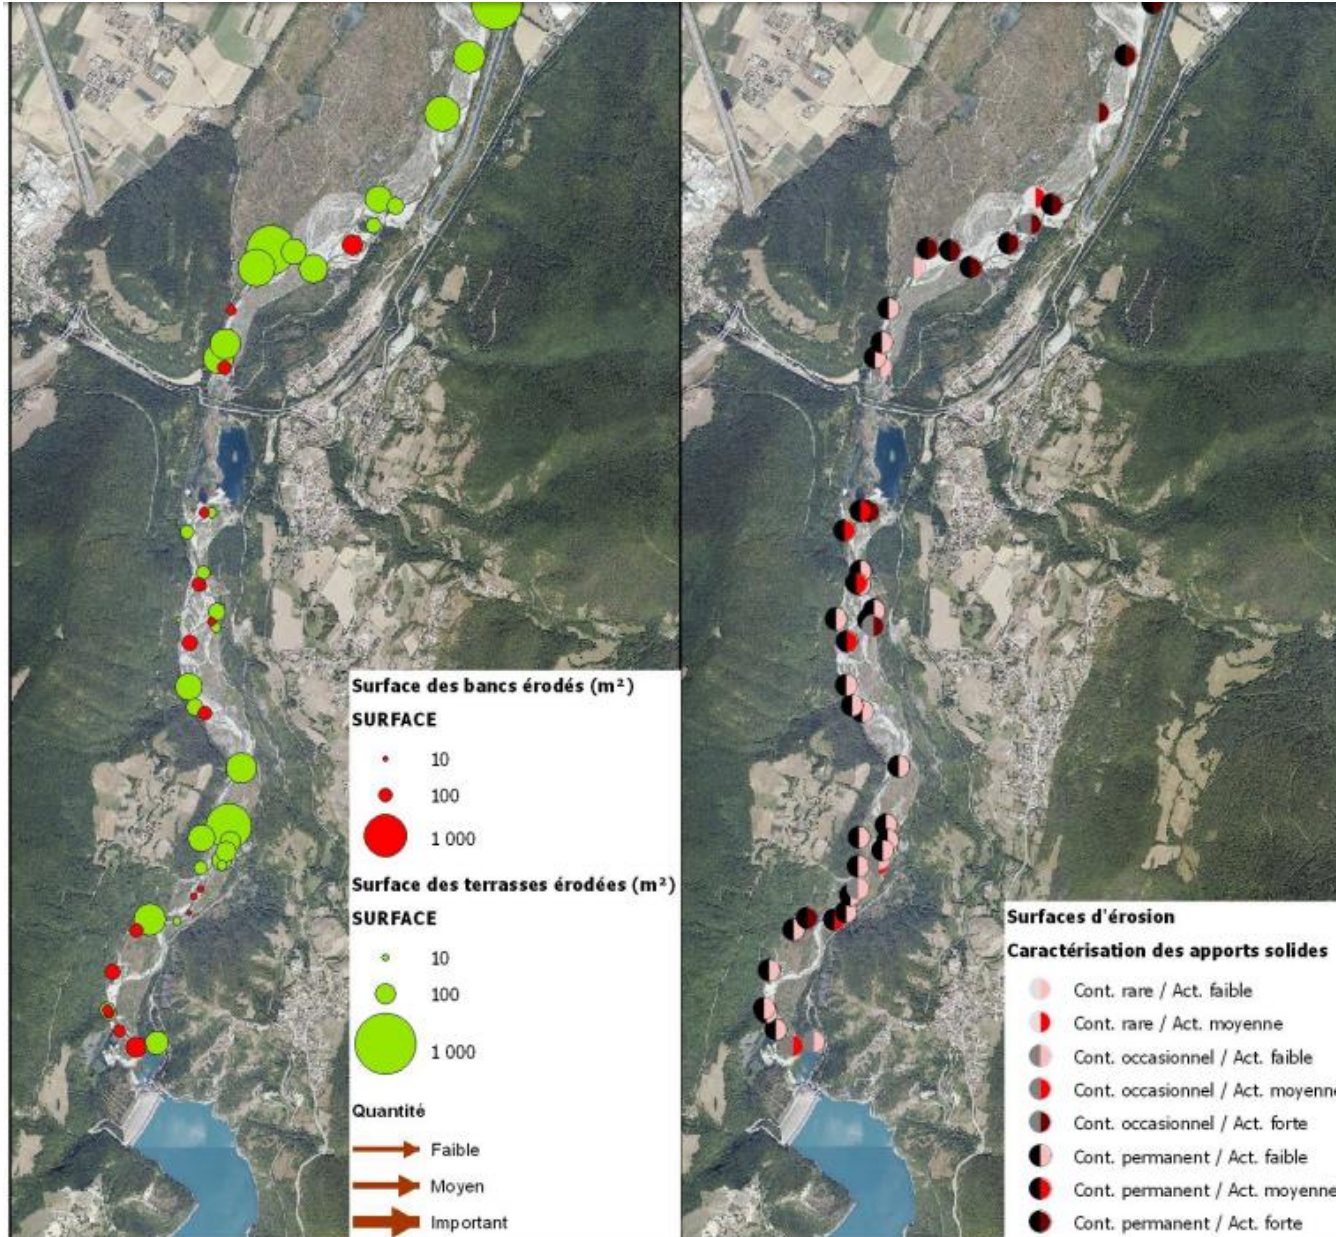 Surface des bancs érodés (m²)
SURFACE
10
100
1 000
Surface des terrasses érodées (m²)
SURFACE
10
100
1 000
Quantité
Faible
Moyen
Important
Surfaces d'érosion
Caractérisation des apports solides
Cont. rare / Act. faible
Cont. rare / Act. moyenne
Cont. occasionnel / Act. faible
Cont. occasionnel / Act. moyenne
Cont. occasionnel / Act. forte
Cont. permanent / Act. faible
Cont. permanent / Act. moyenne
Cont. permanent / Act. forte